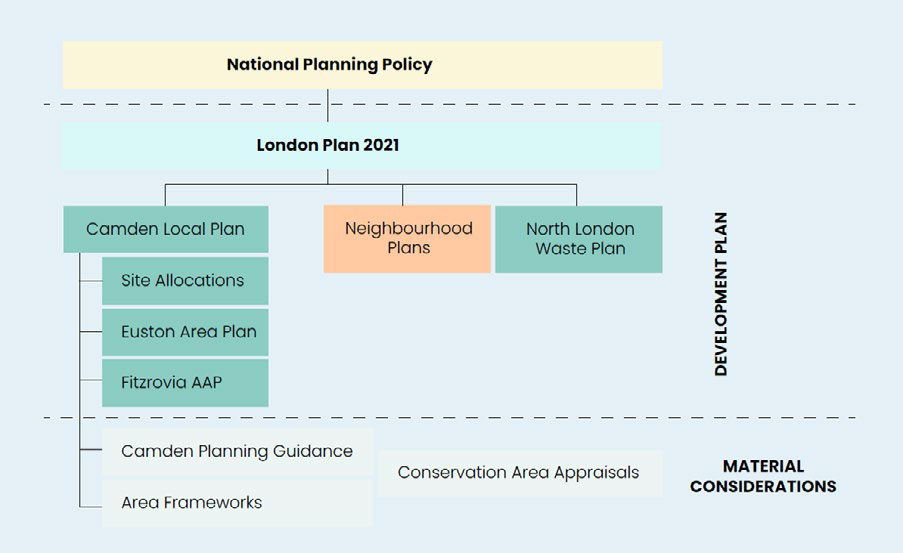 National Planning Policy
London Plan 2021
Camden Local Plan
Neighbourhood
Plans
North London
Waste Plan
Site Allocations
Euston Area Plan
Fitzrovia AAP
DEVELOPMENT PLAN
Camden Planning Guidance
Area Frameworks
Conservation Area Appraisals
MATERIAL
CONSIDERATIONS